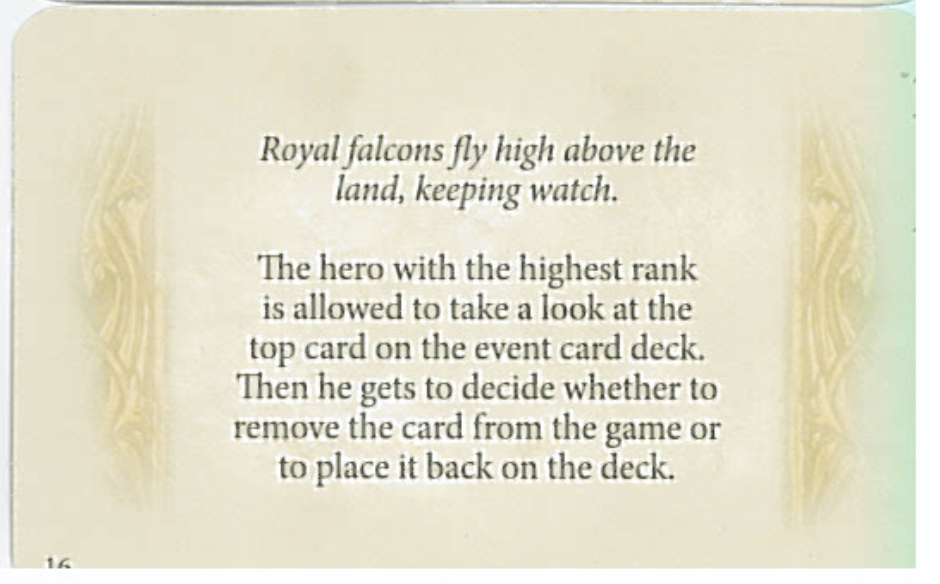 Royal falcons fly high above the
land, keeping watch.
The hero with the highest rank
is allowed to take a look at the
top card on the event card deck.
Then he gets to decide whether to
remove the card from the game or
to place it back on the deck.
16